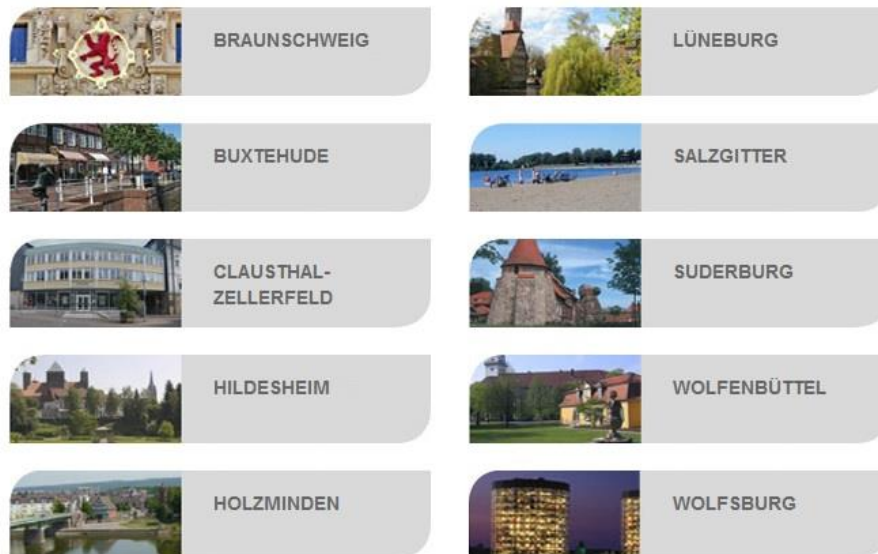 BRAUNSCHWEIG
LÜNEBURG
BUXTEHUDE
SALZGITTER
CLAUSTHAL-
ZELLERFELD
SUDERBURG
HILDESHEIM
WOLFENBÜTTEL
HOLZMINDEN
WOLFSBURG